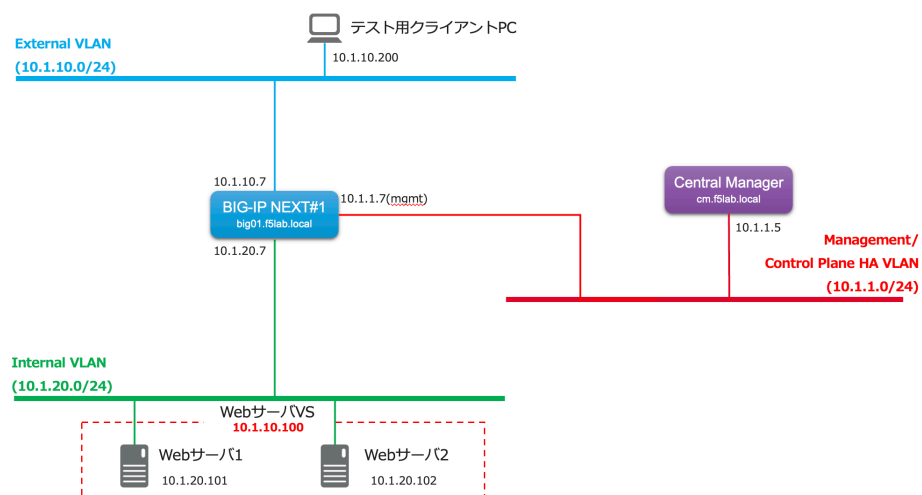 テスト用クライアントPC
External VLAN
(10.1.10.0/24)
10.1.10.200
10.1.10.7
BIG-IP NEXT#1
big01.f5lab.local
10.1.1.7(mgmt)
10.1.20.7
Central Manager
cm.f5lab.local
10.1.1.5
Management/
Control Plane HA VLAN
(10.1.1.0/24)
Internal VLAN
(10.1.20.0/24)
WebサーバVS
10.1.10.100
Webサーバ1
10.1.20.101
Webサーバ2
10.1.20.102